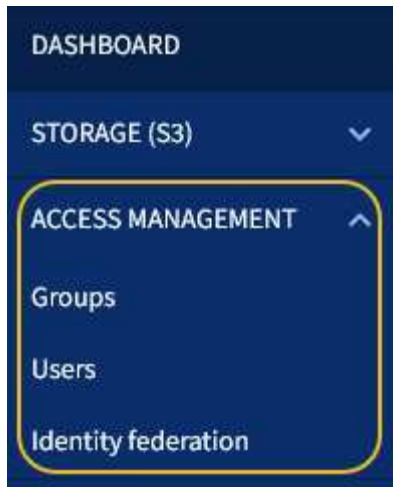 DASHBOARD
STORAGE (S3)
ACCESS MANAGEMENT
Groups
Users
Identity federation